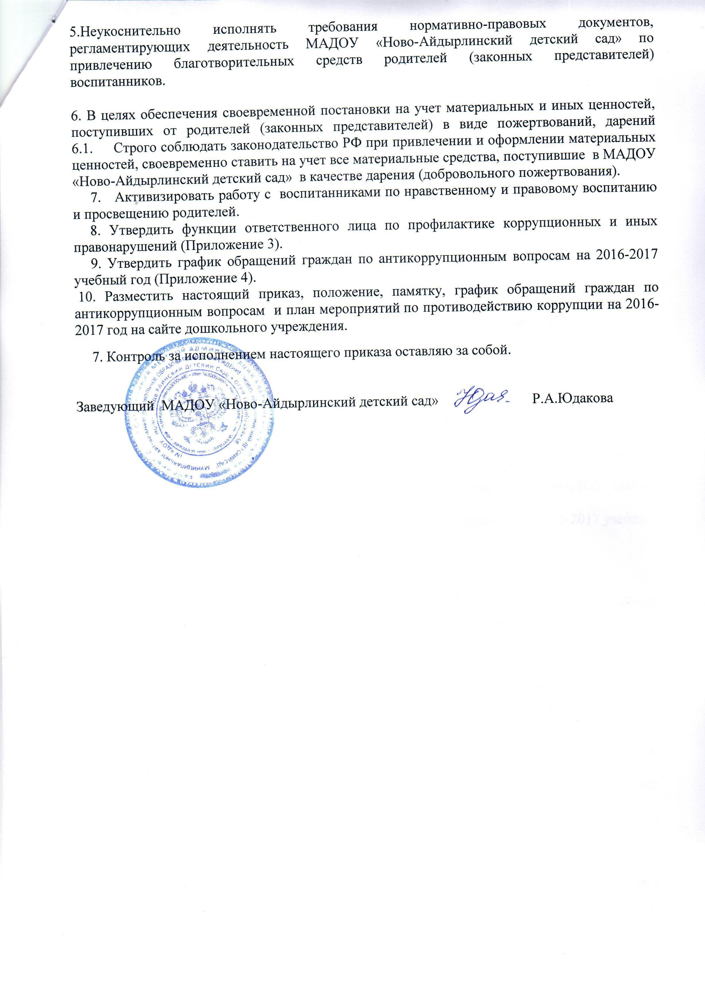 5.Неукоснительно исполнять требования нормативно-правовых документов,
регламентирующих деятельность МАДОУ «Ново-Айдырлинский детский сад» по
привлечению благотворительных средств родителей (законных представителей)
воспитанников.
6. В целях обеспечения своевременной постановки на учет материальных и иных ценностей,
поступивших от родителей (законных представителей) в виде пожертвований, дарений
6.1. Строго соблюдать законодательство РФ при привлечении и оформлении материальных
ценностей, своевременно ставить на учет все материальные средства, поступившие в МАДОУ
«Ново-Айдырлинский детский сад» в качестве дарения (добровольного пожертвования).
7. Активизировать работу с воспитанниками по нравственному и правовому воспитанию
и просвещению родителей.
8. Утвердить функции ответственного лица по профилактике коррупционных и иных
правонарушений (Приложение 3).
9. Утвердить график обращений граждан по антикоррупционным вопросам на 2016-2017
учебный год (Приложение 4).
10. Разместить настоящий приказ, положение, памятку, график обращений граждан по
антикоррупционным вопросам и план мероприятий по противодействию коррупции на 2016-
2017 год на сайте дошкольного учреждения.
7. Контроль за исполнением настоящего приказа оставляю за собой.
Заведующий МАДОУ «Ново-Айдырлинский детский сад» Р.А.Юдакова